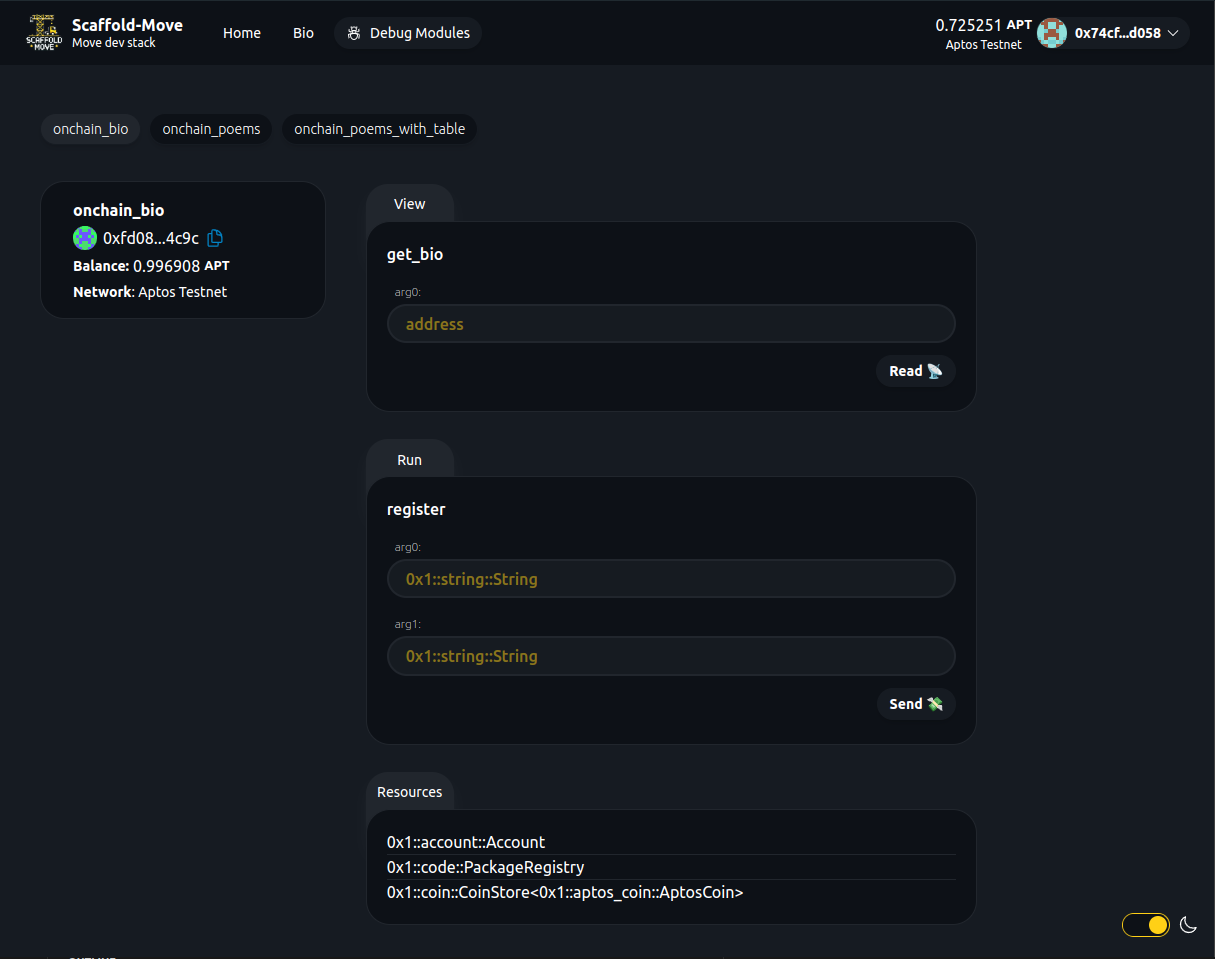 SCAFFOLD
MOVE
Scaffold-Move
Move dev stack
Home
Bio
Debug Modules
0.725251 APT
Aptos Testnet
0x74cf...d058
onchain_bio
onchain_poems
onchain_poems_with_table
onchain_bio
0xfd08...4c9c
Balance: 0.996908 APT
Network: Aptos Testnet
View
get_bio
arg0:
address
Read
Run
register
arg0:
0x1::string::String
arg1:
0x1::string::String
Send
Resources
0x1::account::Account
0x1::code::PackageRegistry
0x1::coin::CoinStore<0x1::aptos_coin::AptosCoin>